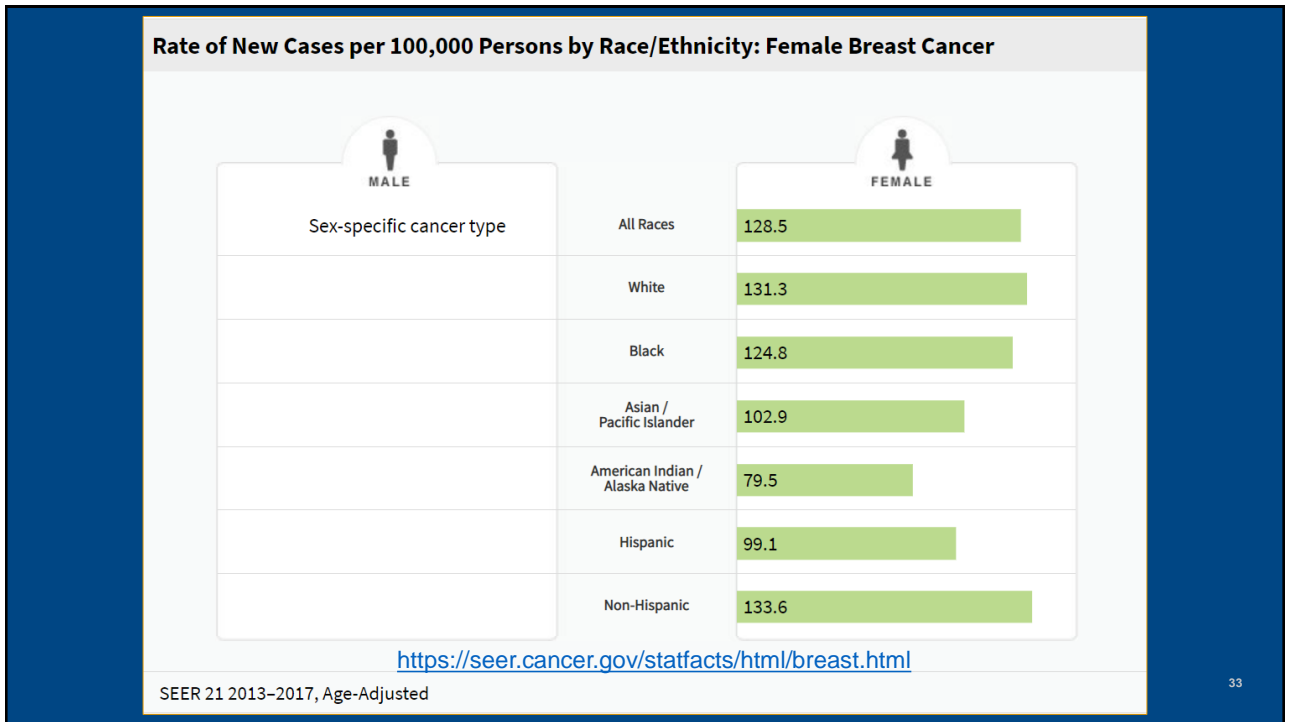 Rate of New Cases per 100,000 Persons by Race/Ethnicity: Female Breast Cancer
MALE
FEMALE
Sex-specific cancer type
All Races
128.5
White
131.3
Black
124.8
Asian /
Pacific Islander
102.9
American Indian /
Alaska Native
79.5
Hispanic
99.1
Non-Hispanic
133.6
https://seer.cancer.gov/statfacts/html/breast.html
SEER 21 2013–2017, Age-Adjusted
33